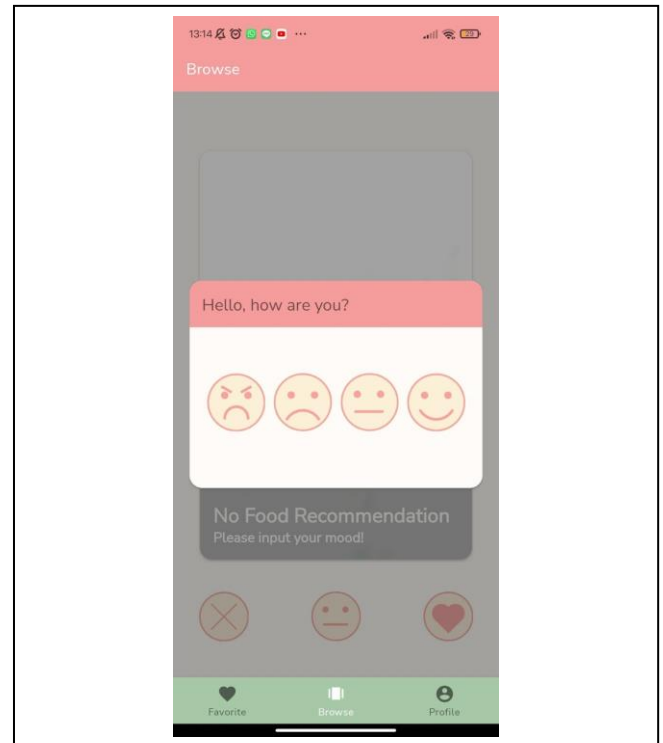 13:14
Browse
Hello, how are you?
No Food Recommendation
Please input your mood!
Favorite Browse Profile